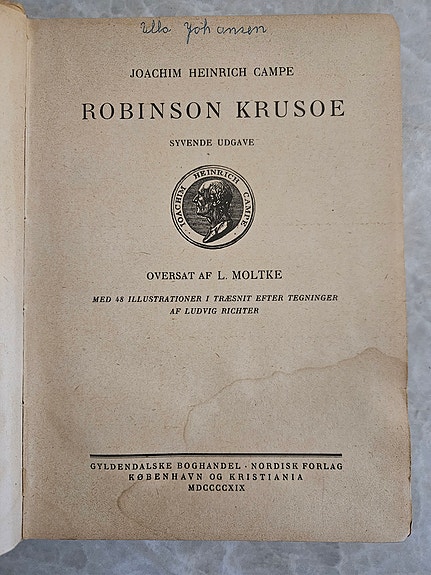 Ulla Johansen
JOACHIM HEINRICH CAMPE
ROBINSON KRUSOE
SYVENDE UDGAVE
JOACHIM HEINRICH CAMPE
OVERSAT AF L. MOLTKE
MED 48 ILLUSTRATIONER I TRÆSNIT EFTER TEGNINGER
AF LUDVIG RICHTER
GYLDENDALSKE BOGHANDEL · NORDISK FORLAG
KØBENHAVN OG KRISTIANIA
MDCCCCXIX